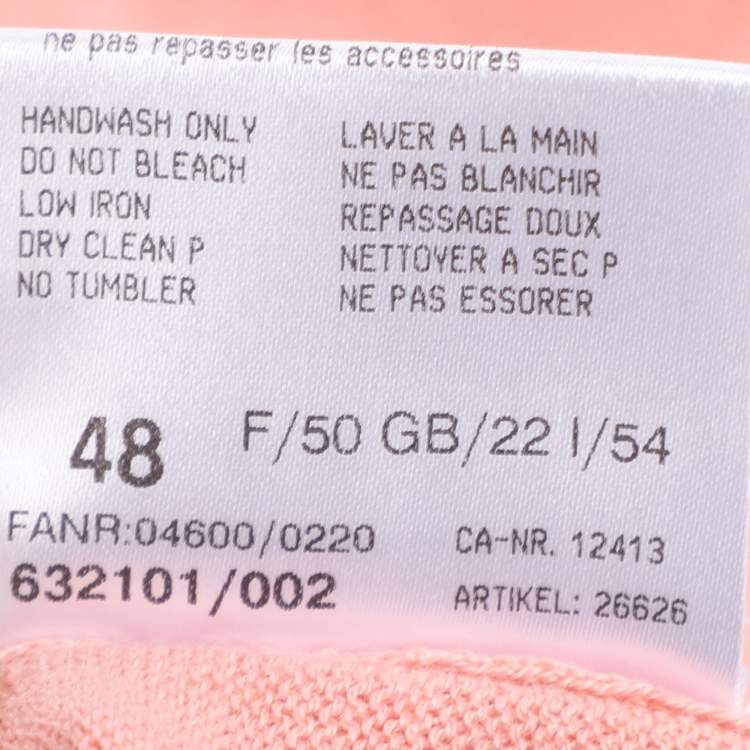 ne pas repasser les accessoires
HANDWASH ONLY
DO NOT BLEACH
LOW IRON
DRY CLEAN P
NO TUMBLER
LAVER A LA MAIN
NE PAS BLANCHIR
REPASSAGE DOUX
NETTOYER A SEC P
NE PAS ESSORER
48 F/50 GB/22 I/54
FANR:04600/0220 CA-NR. 12413
632101/002 ARTIKEL: 26626